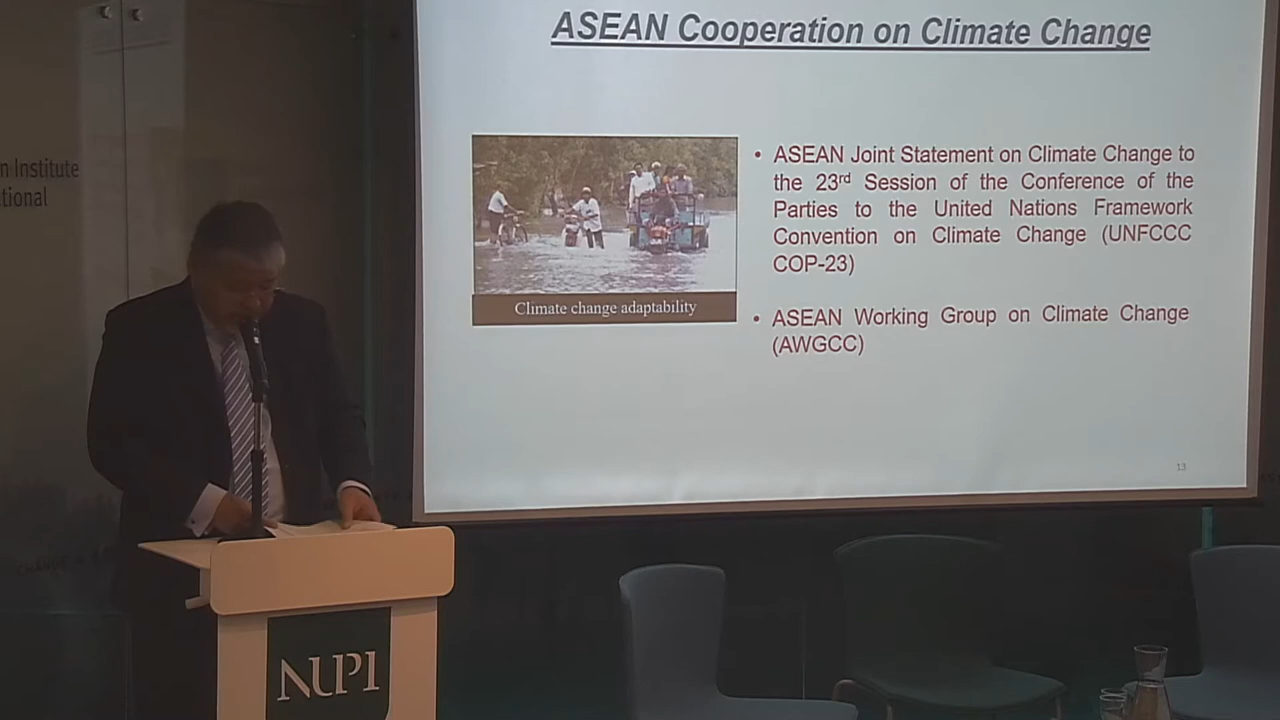 ASEAN Cooperation on Climate Change
n Institute
tional
• ASEAN Joint Statement on Climate Change to
the 23rd Session of the Conference of the
Parties to the United Nations Framework
Convention on Climate Change (UNFCCC
COP-23)
Climate change adaptability
• ASEAN Working Group on Climate Change
(AWGCC)
13
NUPI